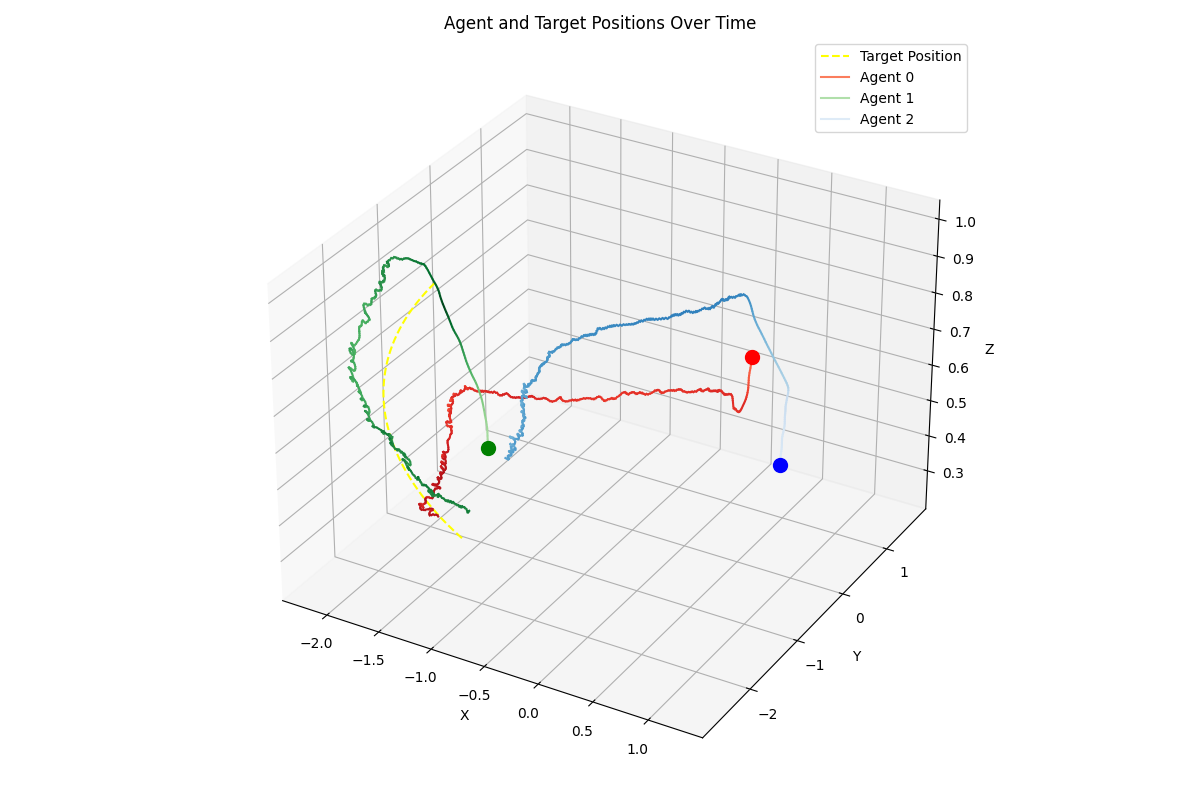 Agent and Target Positions Over Time
Target Position
Agent 0
Agent 1
Agent 2
1.0
0.9
0.8
0.7
Z
0.6
0.5
0.4
0.3
1
0
Y
−1
−2
−2.0
−1.5
−1.0
−0.5
X
0.0
0.5
1.0